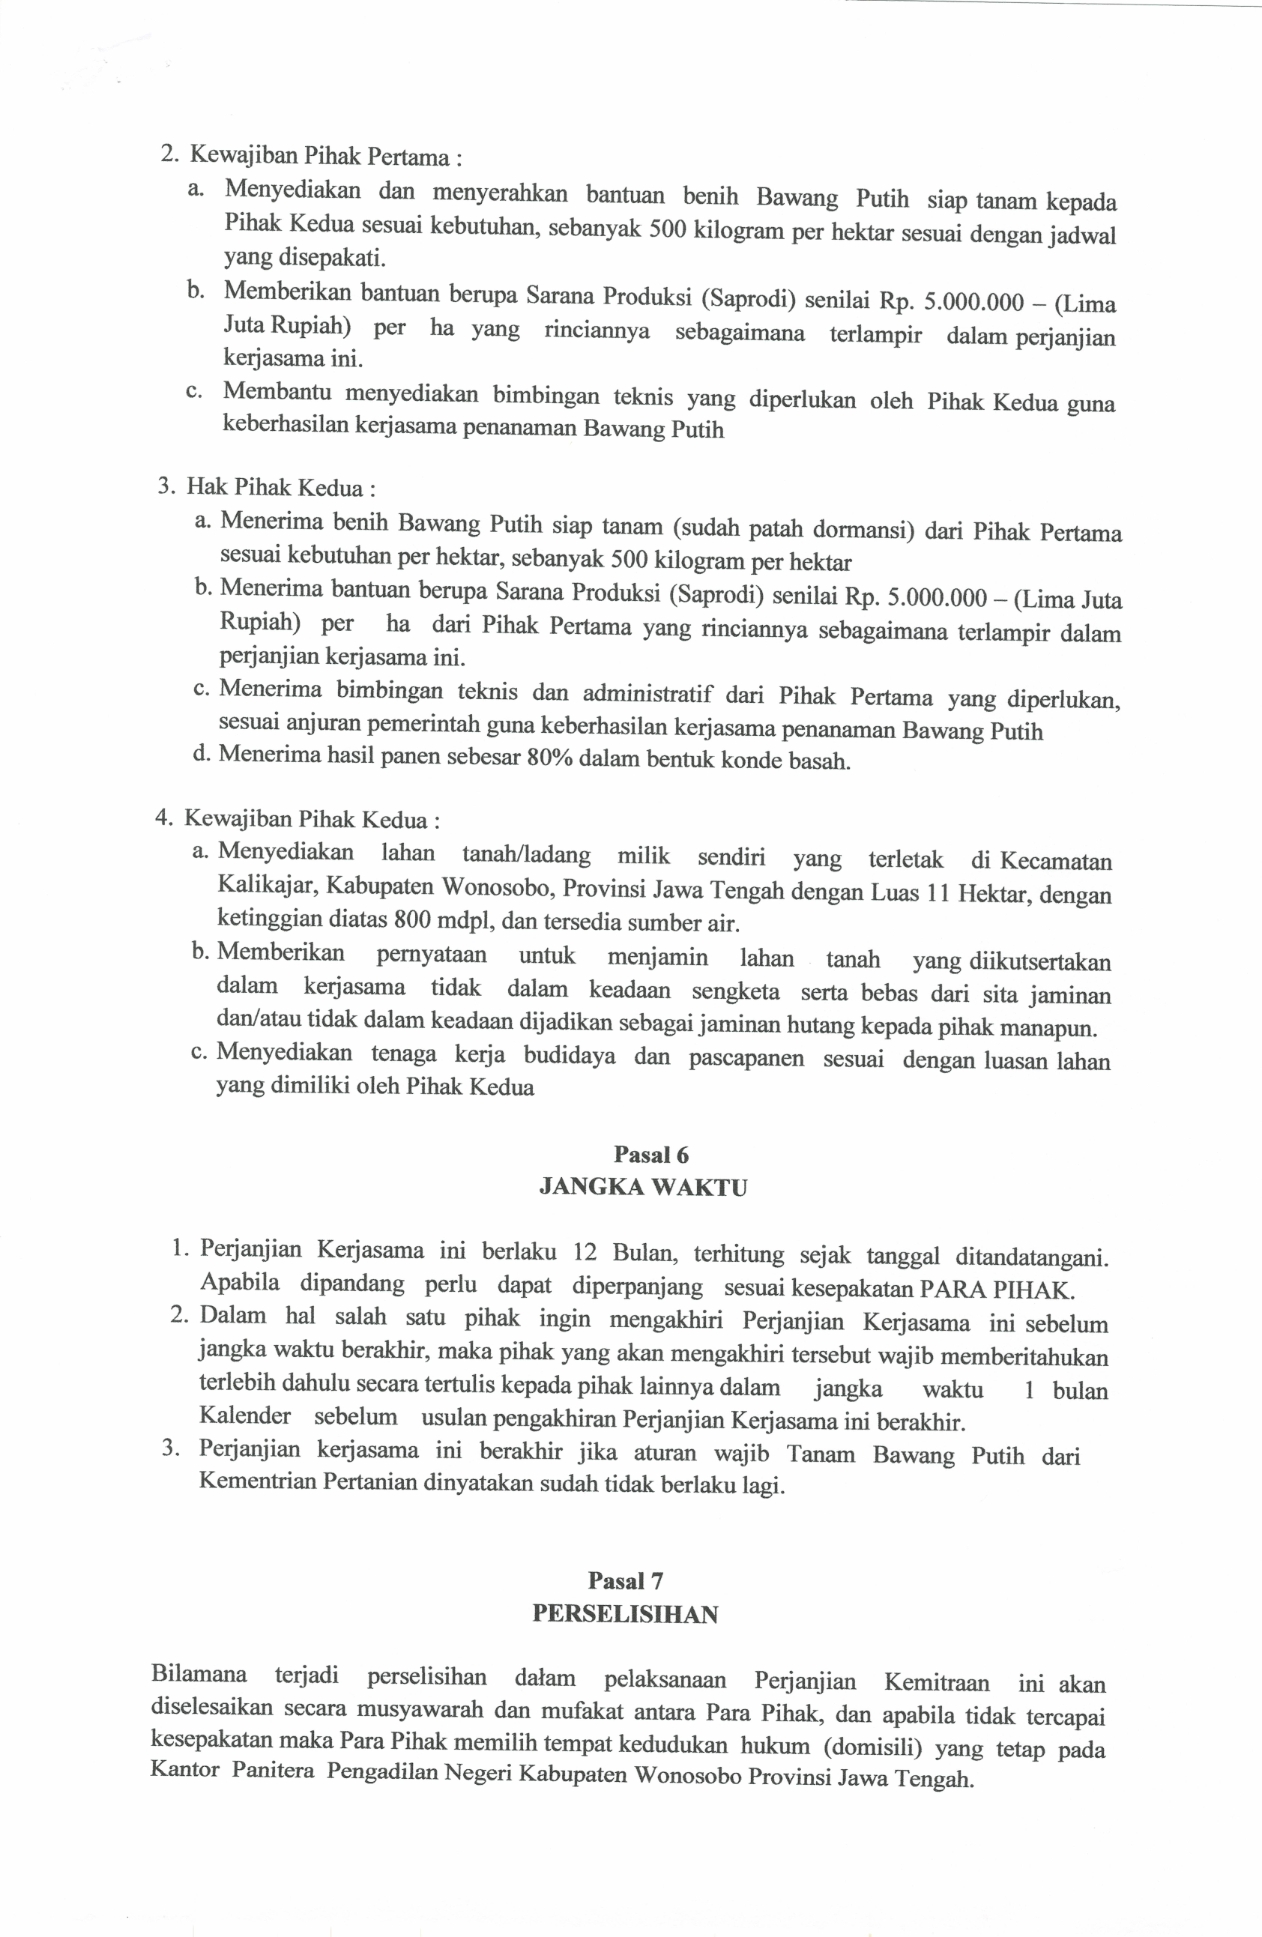 2. Kewajiban Pihak Pertama :
a. Menyediakan dan menyerahkan bantuan benih Bawang Putih siap tanam kepada
Pihak Kedua sesuai kebutuhan, sebanyak 500 kilogram per hektar sesuai dengan jadwal
yang disepakati.
b. Memberikan bantuan berupa Sarana Produksi (Saprodi) senilai Rp. 5.000.000 – (Lima
Juta Rupiah) per ha yang rinciannya sebagaimana terlampir dalam perjanjian
kerjasama ini.
c. Membantu menyediakan bimbingan teknis yang diperlukan oleh Pihak Kedua guna
keberhasilan kerjasama penanaman Bawang Putih
3. Hak Pihak Kedua :
a. Menerima benih Bawang Putih siap tanam (sudah patah dormansi) dari Pihak Pertama
sesuai kebutuhan per hektar, sebanyak 500 kilogram per hektar
b. Menerima bantuan berupa Sarana Produksi (Saprodi) senilai Rp. 5.000.000 – (Lima Juta
Rupiah) per ha dari Pihak Pertama yang rinciannya sebagaimana terlampir dalam
perjanjian kerjasama ini.
c. Menerima bimbingan teknis dan administratif dari Pihak Pertama yang diperlukan,
sesuai anjuran pemerintah guna keberhasilan kerjasama penanaman Bawang Putih
d. Menerima hasil panen sebesar 80% dalam bentuk konde basah.
4. Kewajiban Pihak Kedua :
a. Menyediakan lahan tanah/ladang milik sendiri yang terletak di Kecamatan
Kalikajar, Kabupaten Wonosobo, Provinsi Jawa Tengah dengan Luas 11 Hektar, dengan
ketinggian diatas 800 mdpl, dan tersedia sumber air.
b. Memberikan pernyataan untuk menjamin lahan tanah yang diikutsertakan
dalam kerjasama tidak dalam keadaan sengketa serta bebas dari sita jaminan
dan/atau tidak dalam keadaan dijadikan sebagai jaminan hutang kepada pihak manapun.
c. Menyediakan tenaga kerja budidaya dan pascapanen sesuai dengan luasan lahan
yang dimiliki oleh Pihak Kedua
Pasal 6
JANGKA WAKTU
1. Perjanjian Kerjasama ini berlaku 12 Bulan, terhitung sejak tanggal ditandatangani.
Apabila dipandang perlu dapat diperpanjang sesuai kesepakatan PARA PIHAK.
2. Dalam hal salah satu pihak ingin mengakhiri Perjanjian Kerjasama ini sebelum
jangka waktu berakhir, maka pihak yang akan mengakhiri tersebut wajib memberitahukan
terlebih dahulu secara tertulis kepada pihak lainnya dalam jangka waktu 1 bulan
Kalender sebelum usulan pengakhiran Perjanjian Kerjasama ini berakhir.
3. Perjanjian kerjasama ini berakhir jika aturan wajib Tanam Bawang Putih dari
Kementrian Pertanian dinyatakan sudah tidak berlaku lagi.
Pasal 7
PERSELISIHAN
Bilamana terjadi perselisihan dalam pelaksanaan Perjanjian Kemitraan ini akan
diselesaikan secara musyawarah dan mufakat antara Para Pihak, dan apabila tidak tercapai
kesepakatan maka Para Pihak memilih tempat kedudukan hukum (domisili) yang tetap pada
Kantor Panitera Pengadilan Negeri Kabupaten Wonosobo Provinsi Jawa Tengah.